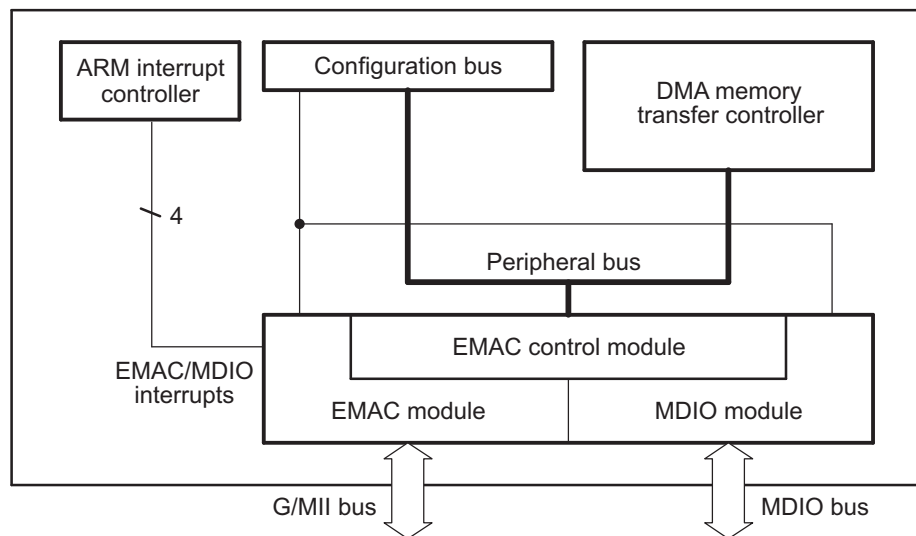 ARM interrupt
controller
Configuration bus
DMA memory
transfer controller
4
Peripheral bus
EMAC control module
EMAC/MDIO
interrupts
EMAC module
MDIO module
G/MII bus
MDIO bus